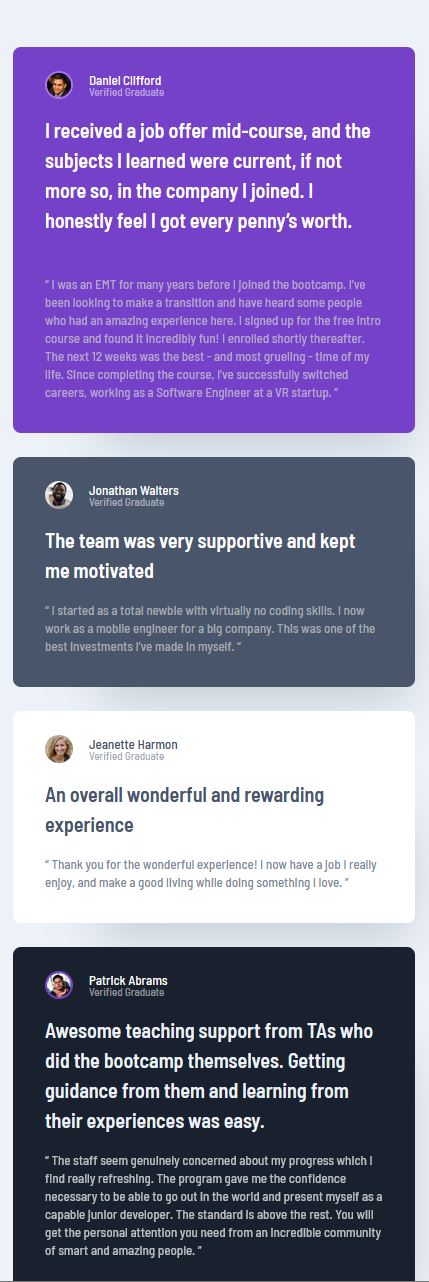 Daniel Clifford
Verified Graduate
I received a job offer mid-course, and the
subjects I learned were current, if not
more so, in the company I joined. I
honestly feel I got every penny’s worth.
“ I was an EMT for many years before I joined the bootcamp. I’ve
been looking to make a transition and have heard some people
who had an amazing experience here. I signed up for the free intro
course and found it incredibly fun! I enrolled shortly thereafter.
The next 12 weeks was the best - and most grueling - time of my
life. Since completing the course, I’ve successfully switched
careers, working as a Software Engineer at a VR startup. ”
Jonathan Walters
Verified Graduate
The team was very supportive and kept
me motivated
“ I started as a total newbie with virtually no coding skills. I now
work as a mobile engineer for a big company. This was one of the
best investments I’ve made in myself. ”
Jeanette Harmon
Verified Graduate
An overall wonderful and rewarding
experience
“ Thank you for the wonderful experience! I now have a job I really
enjoy, and make a good living while doing something I love. ”
Patrick Abrams
Verified Graduate
Awesome teaching support from TAs who
did the bootcamp themselves. Getting
guidance from them and learning from
their experiences was easy.
“ The staff seem genuinely concerned about my progress which I
find really refreshing. The program gave me the confidence
necessary to be able to go out in the world and present myself as a
capable junior developer. The standard is above the rest. You will
get the personal attention you need from an incredible community
of smart and amazing people. ”